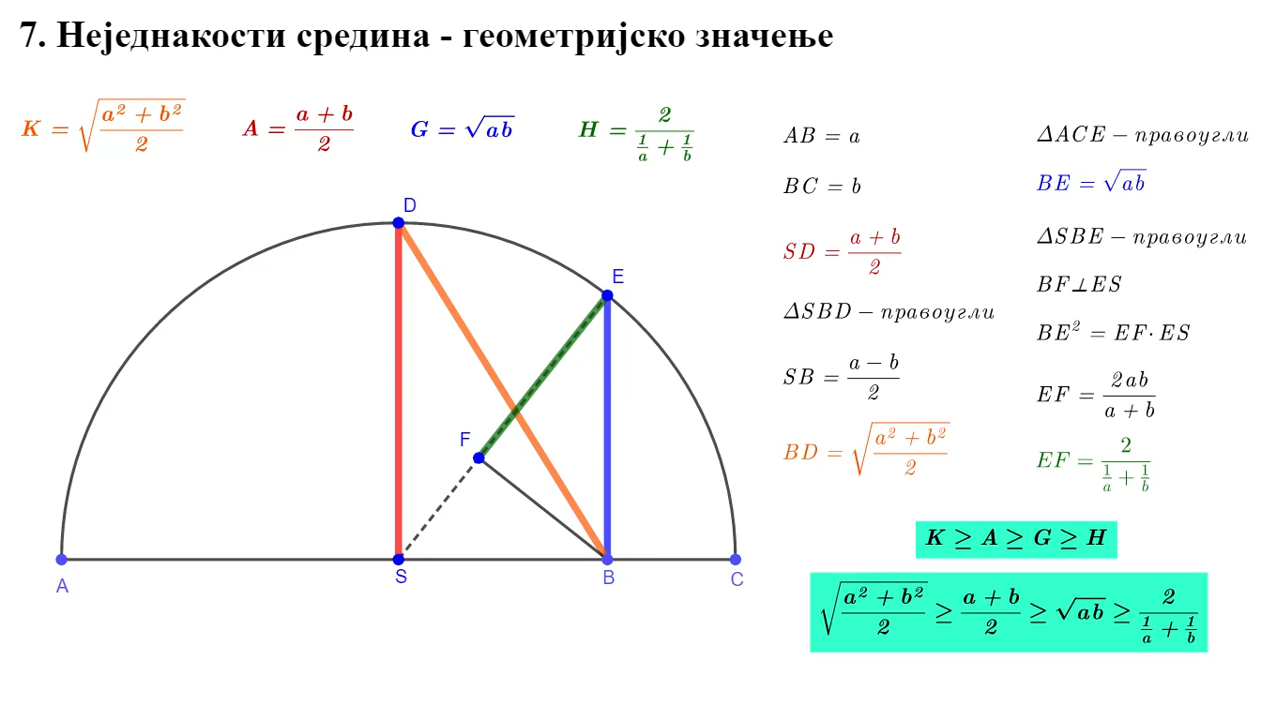 7. Неједнакости средина - геометријско значење
K = √((a² + b²)/2)
A = (a + b)/2
G = √(ab)
H = 2/(1/a + 1/b)
D
E
F
A
S
B
C
AB = a
BC = b
SD = (a + b)/2
ΔSBD − правоугли
SB = (a − b)/2
BD = √((a² + b²)/2)
ΔACE − правоугли
BE = √(ab)
ΔSBE − правоугли
BF⊥ES
BE² = EF · ES
EF = 2ab/(a + b)
EF = 2/(1/a + 1/b)
K ≥ A ≥ G ≥ H
√((a² + b²)/2) ≥ (a + b)/2 ≥ √(ab) ≥ 2/(1/a + 1/b)